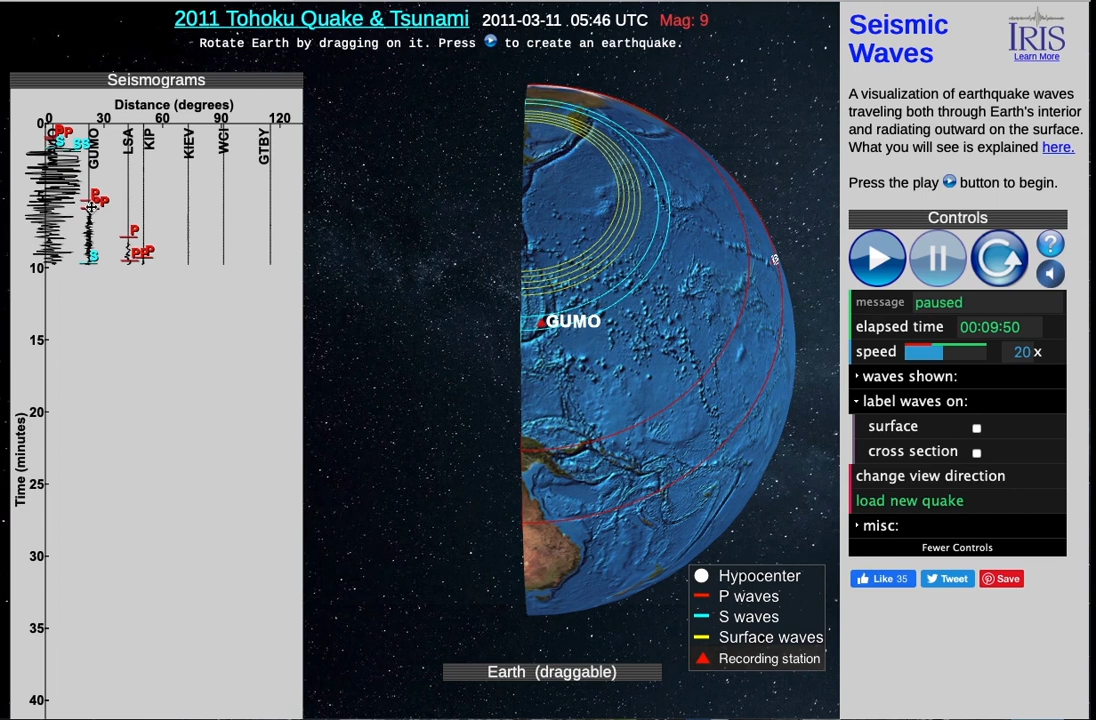 2011 Tohoku Quake & Tsunami 2011-03-11 05:46 UTC Mag: 9
Rotate Earth by dragging on it. Press to create an earthquake.
Seismograms
Distance (degrees)
0 30 60 90 120
MAJO GUMO LSA KIP KIEV WCI GTBY
P P
S S S
P
P P
S
P
P P P
Time (minutes)
0
10
15
20
25
30
35
40
GUMO
Hypocenter
P waves
S waves
Surface waves
Recording station
Earth (draggable)
Seismic
Waves
IRIS
Learn More
A visualization of earthquake waves
traveling both through Earth's interior
and radiating outward on the surface.
What you will see is explained here.
Press the play button to begin.
Controls
?
message paused
elapsed time 00:09:50
speed 20 x
waves shown:
label waves on:
surface
cross section
change view direction
load new quake
misc:
Fewer Controls
Like 35 Tweet Save